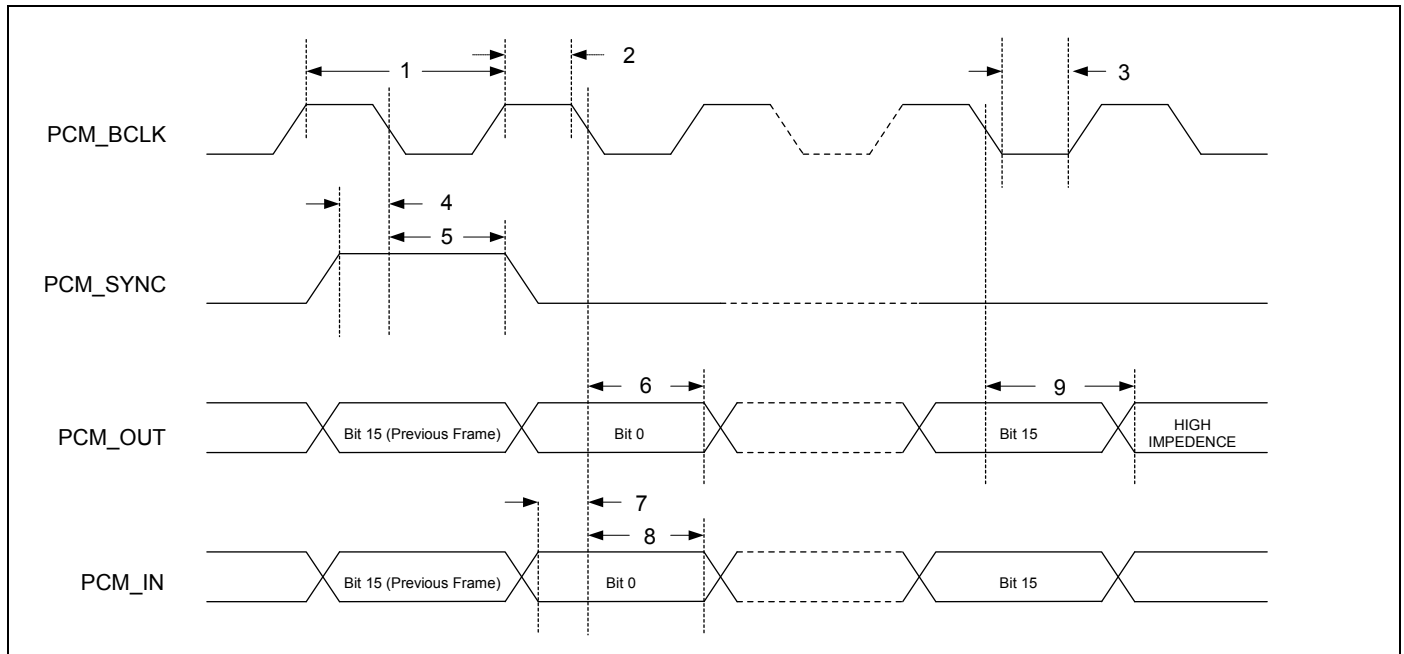 1
2
3
PCM_BCLK
4
5
PCM_SYNC
6
9
PCM_OUT
Bit 15 (Previous Frame)
Bit 0
Bit 15
HIGH
IMPEDENCE
7
8
PCM_IN
Bit 15 (Previous Frame)
Bit 0
Bit 15